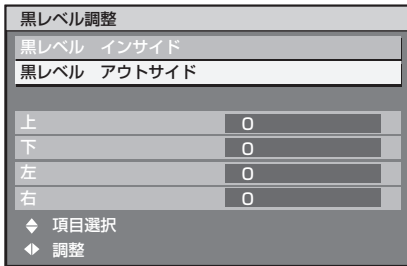 黒レベル調整
黒レベル　インサイド
黒レベル　アウトサイド
上 0
下 0
左 0
右 0
項目選択
調整